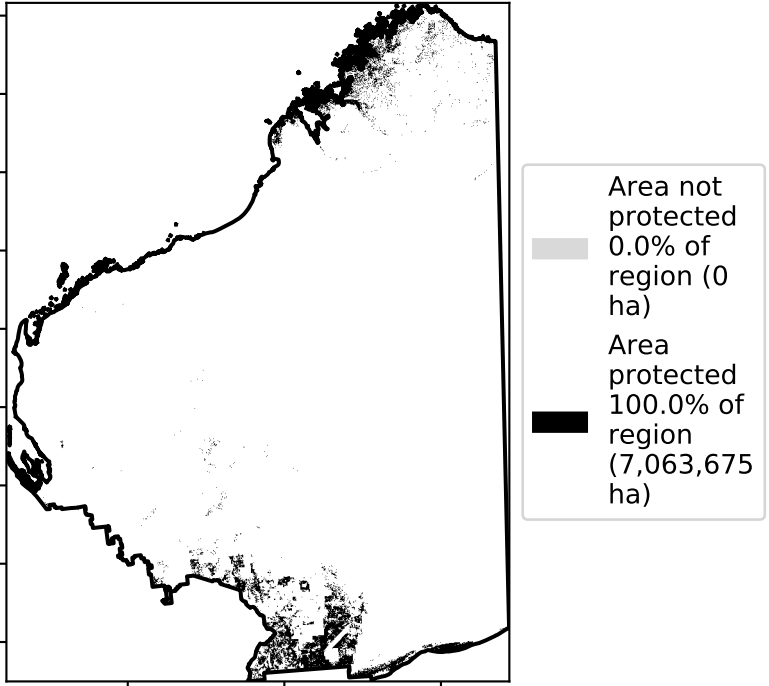 Area not
protected
0.0% of
region (0
ha)
Area
protected
100.0% of
region
(7,063,675
ha)